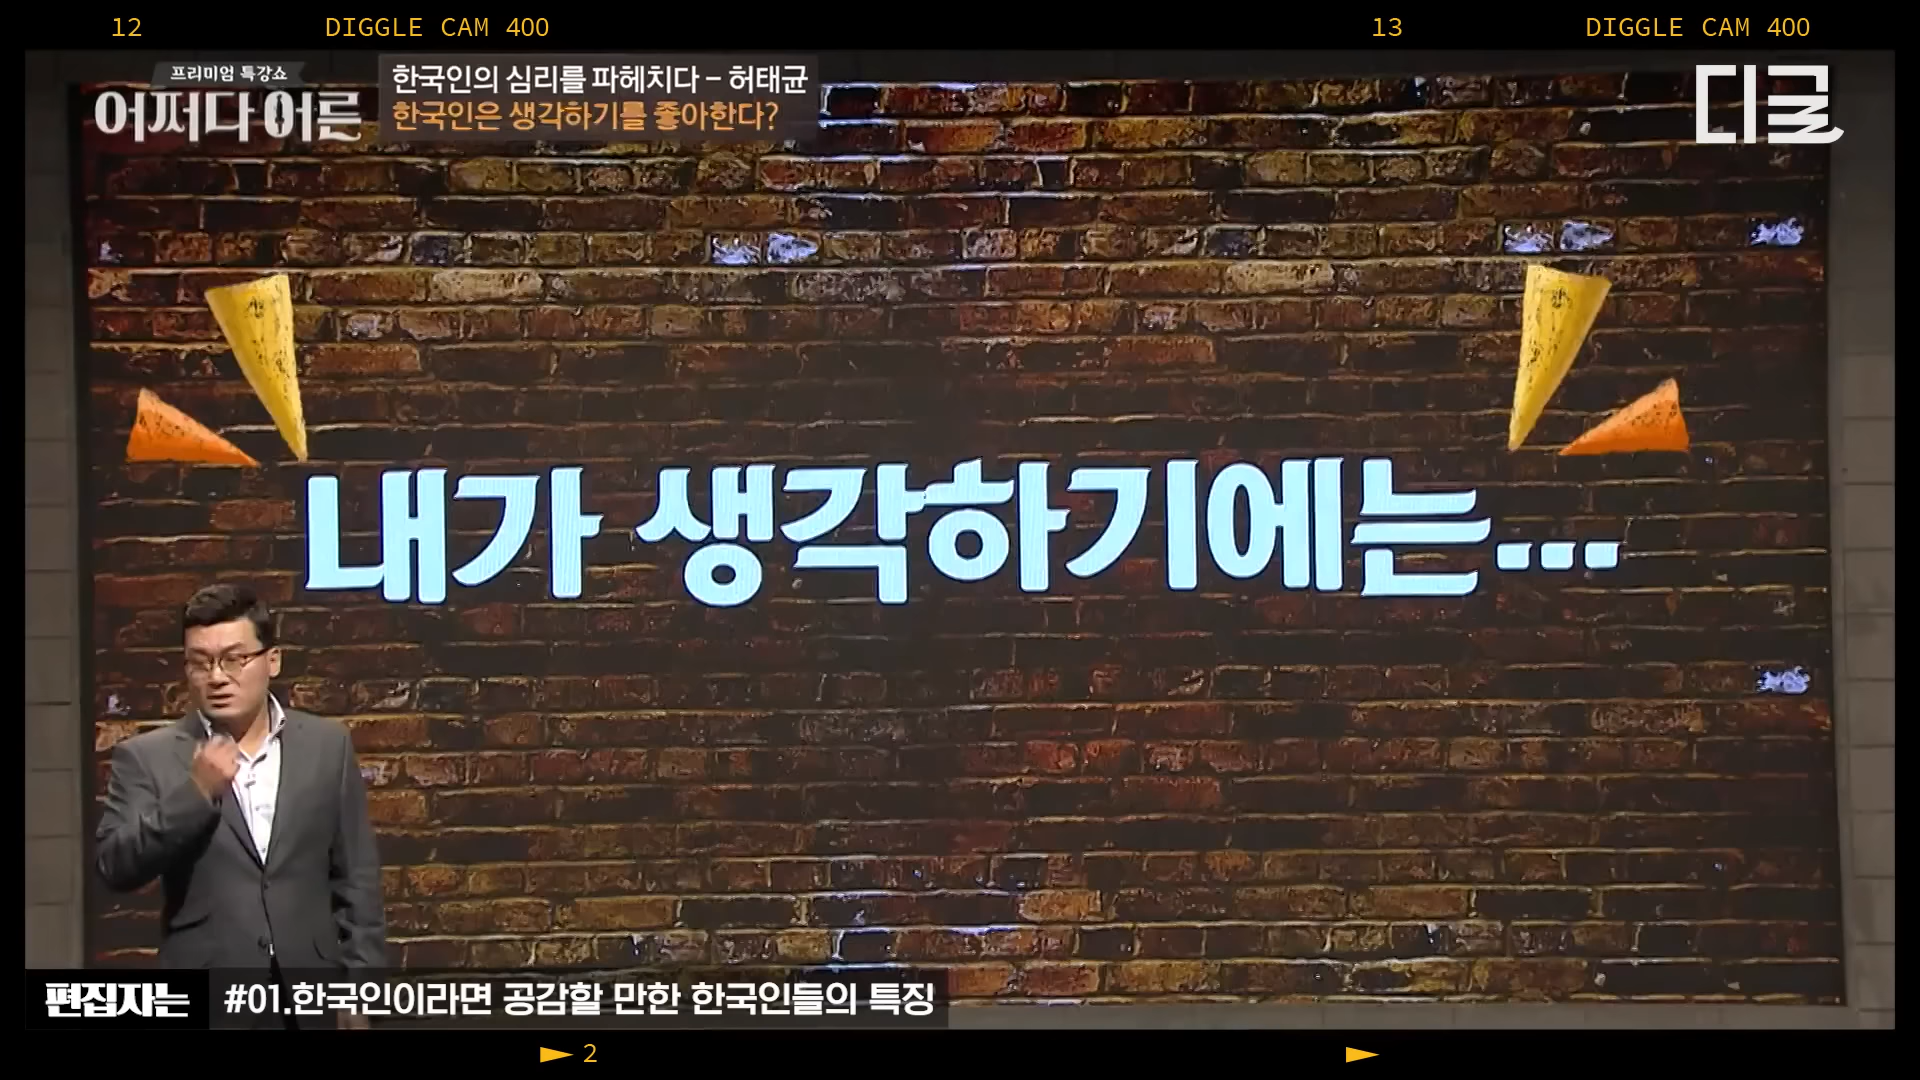 12 DIGGLE CAM 400 13 DIGGLE CAM 400
프리미엄 특강쇼
어쩌다 어른
한국인의 심리를 파헤치다 - 허태균
한국인은 생각하기를 좋아한다?
디글
내가 생각하기에는...
편집자는
#01.한국인이라면 공감할 만한 한국인들의 특징
2